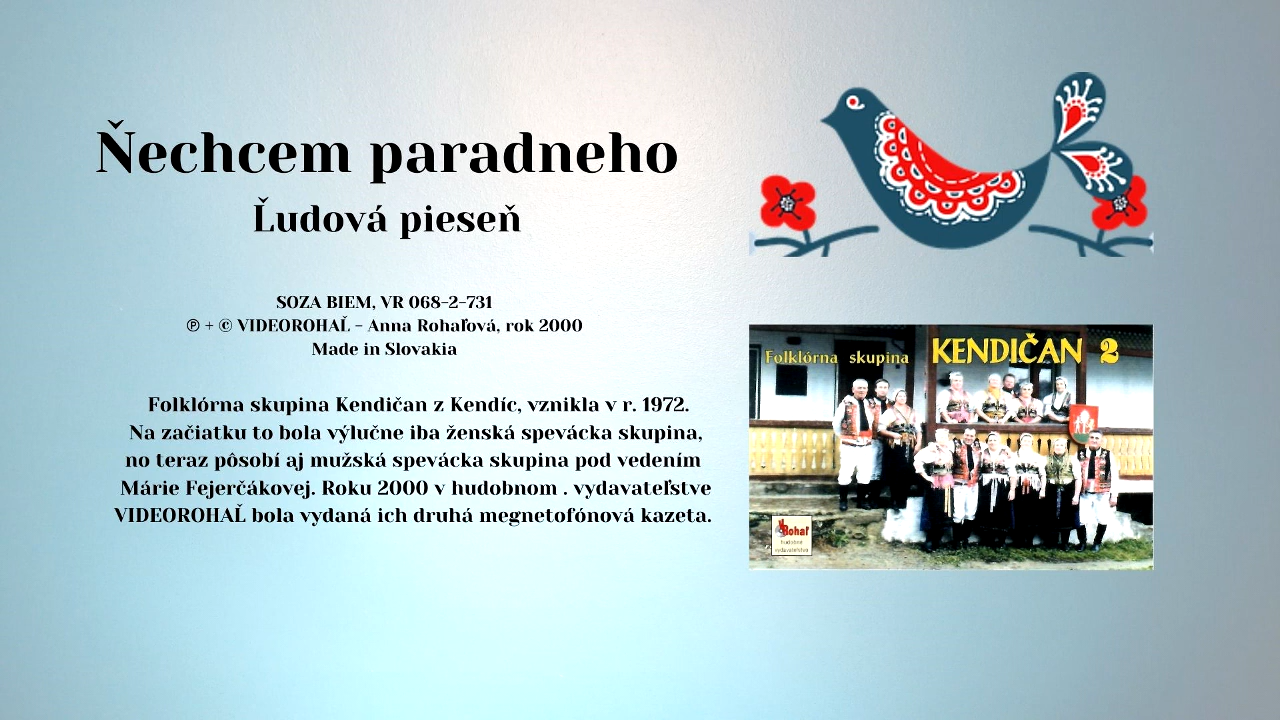 Ňechcem paradneho
Ľudová pieseň
SOZA BIEM, VR 068-2-731
℗ + © VIDEOROHAĽ - Anna Rohaľová, rok 2000
Made in Slovakia
Folklórna skupina Kendičan z Kendíc, vznikla v r. 1972.
Na začiatku to bola výlučne iba ženská spevácka skupina,
no teraz pôsobí aj mužská spevácka skupina pod vedením
Márie Fejerčákovej. Roku 2000 v hudobnom . vydavateľstve
VIDEOROHAĽ bola vydaná ich druhá megnetofónová kazeta.
Folklórna skupina KENDIČAN 2
Rohaľ
hudobné
vydavateľstvo